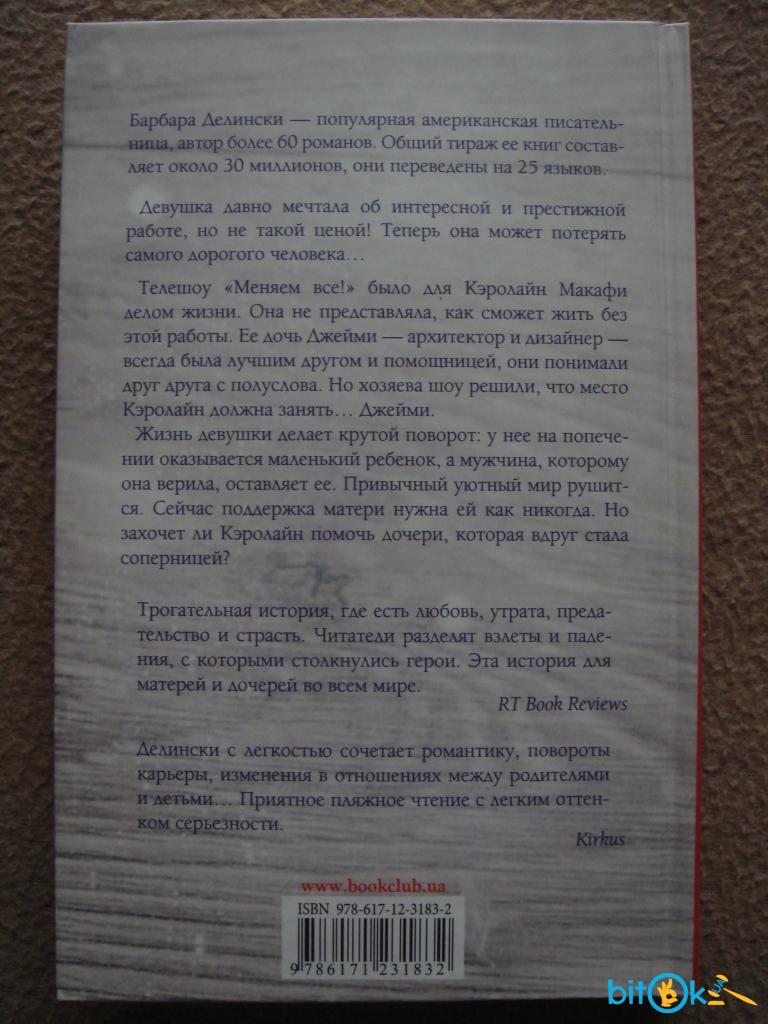 Барбара Делински — популярная американская писатель-
ница, автор более 60 романов. Общий тираж ее книг состав-
ляет около 30 миллионов, они переведены на 25 языков.
Девушка давно мечтала об интересной и престижной
работе, но не такой ценой! Теперь она может потерять
самого дорогого человека...
Телешоу «Меняем все!» было для Кэролайн Макафи
делом жизни. Она не представляла, как сможет жить без
этой работы. Ее дочь Джейми — архитектор и дизайнер —
всегда была лучшим другом и помощницей, они понимали
друг друга с полуслова. Но хозяева шоу решили, что место
Кэролайн должна занять... Джейми.
Жизнь девушки делает крутой поворот: у нее на попече-
нии оказывается маленький ребенок, а мужчина, которому
она верила, оставляет ее. Привычный уютный мир рушит-
ся. Сейчас поддержка матери нужна ей как никогда. Но
захочет ли Кэролайн помочь дочери, которая вдруг стала
соперницей?
Трогательная история, где есть любовь, утрата, преда-
тельство и страсть. Читатели разделят взлеты и паде-
ния, с которыми столкнулись герои. Эта история для
матерей и дочерей во всем мире.
RT Book Reviews
Делински с легкостью сочетает романтику, повороты
карьеры, изменения в отношениях между родителями
и детьми... Приятное пляжное чтение с легким оттен-
ком серьезности.
Kirkus
www.bookclub.ua
ISBN 978-617-12-3183-2
9 786171 231832
bitOk UA